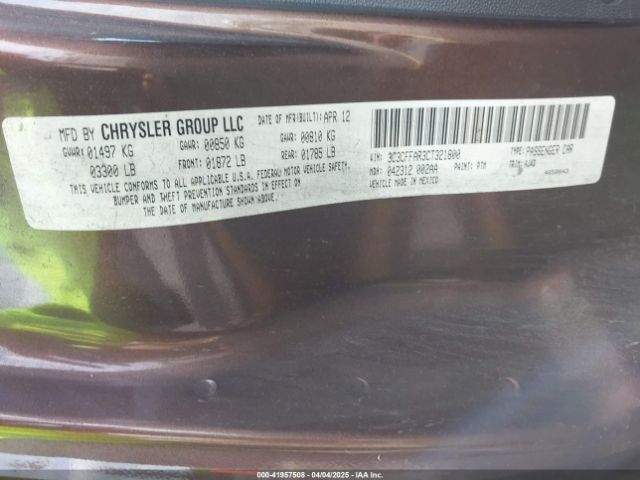 MFD BY CHRYSLER GROUP LLC DATE OF MFR(BUILT): APR 12
GVWR: 01497 KG GAWR: 00850 KG GAWR: 00810 KG
03300 LB FRONT: 01872 LB REAR: 01785 LB
THIS VEHICLE CONFORMS TO ALL APPLICABLE U.S.A. FEDERAL MOTOR VEHICLE SAFETY,
BUMPER AND THEFT PREVENTION STANDARDS IN EFFECT ON
THE DATE OF MANUFACTURE SHOWN ABOVE.
VIN: 3C3CFFAR3CT321800 TYPE: PASSENGER CAR
MDH: 042312 002AA PAINT: PTM TRIM:
VEHICLE MADE IN MEXICO
000-41957508 - 04/04/2025 - IAAI, Inc.